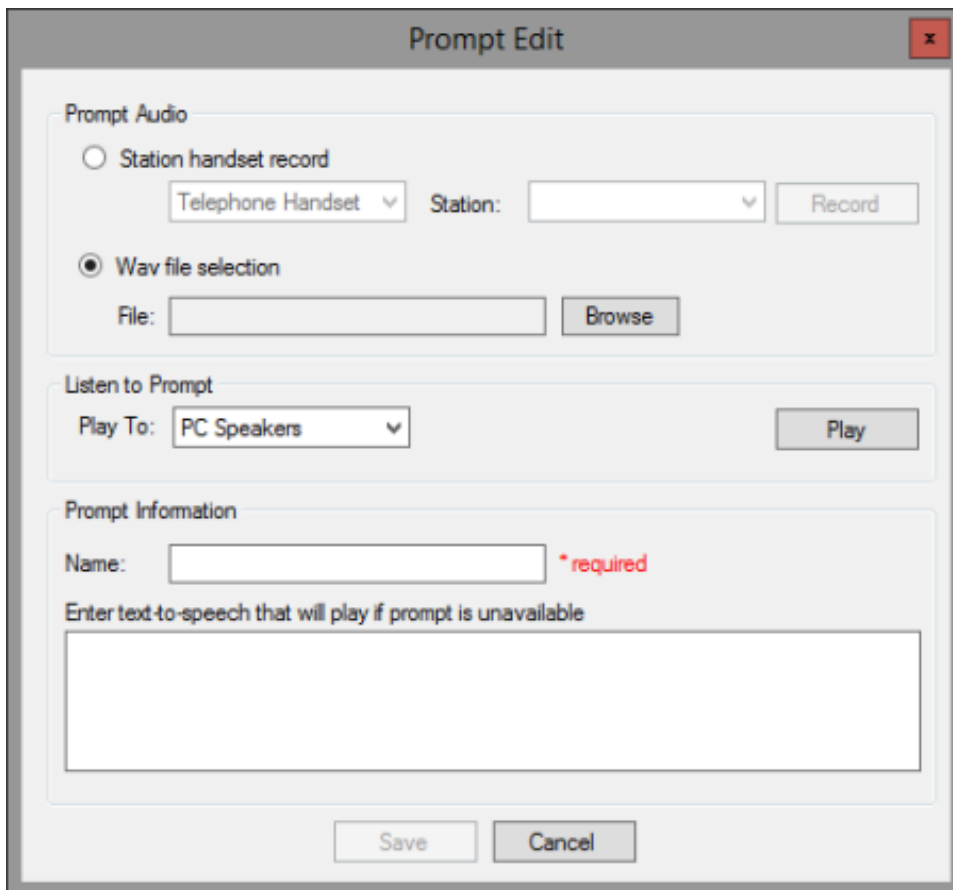 Prompt Edit
x
Prompt Audio
Station handset record
Telephone Handset Station: Record
Wav file selection
File: Browse
Listen to Prompt
Play To: PC Speakers Play
Prompt Information
Name: * required
Enter text-to-speech that will play if prompt is unavailable
Save Cancel